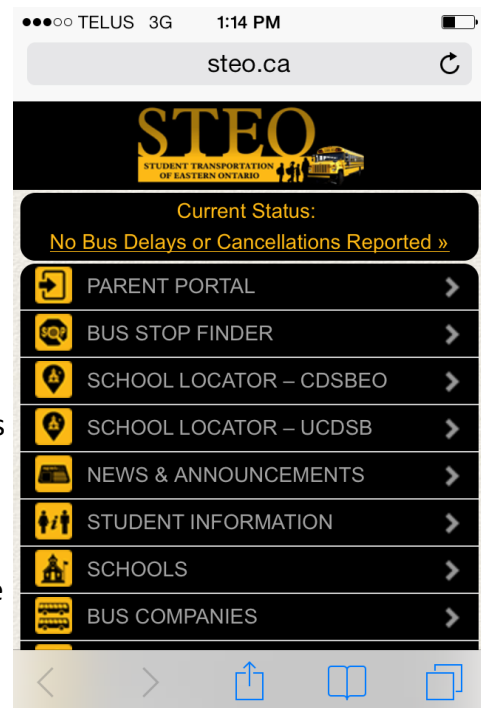 TELUS 3G 1:14 PM
steo.ca
STEO
STUDENT TRANSPORTATION
OF EASTERN ONTARIO
Current Status:
No Bus Delays or Cancellations Reported »
PARENT PORTAL
STOP
BUS STOP FINDER
SCHOOL LOCATOR – CDSBEO
SCHOOL LOCATOR – UCDSB
s
NEWS & ANNOUNCEMENTS
i
STUDENT INFORMATION
SCHOOLS
e
BUS COMPANIES